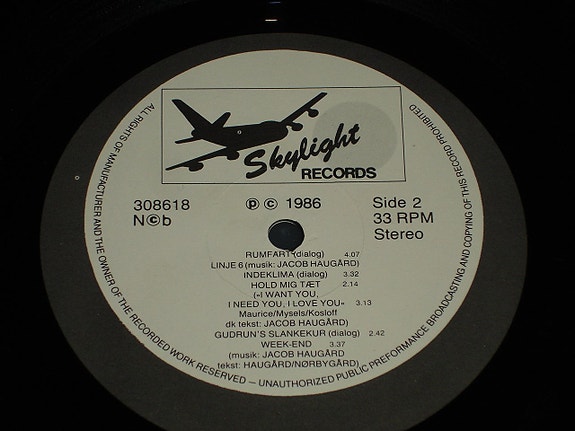 Skylight
RECORDS
308618
N©b
℗ © 1986
Side 2
33 RPM
Stereo
RUMFART (dialog) 4.07
LINJE 6 (musik: JACOB HAUGÅRD)
INDEKLIMA (dialog) 3.32
HOLD MIG TÆT 2.14
(«I WANT YOU,
I NEED YOU, I LOVE YOU» 3.13
Maurice/Mysels/Kosloff
dk tekst: JACOB HAUGÅRD)
GUDRUN'S SLANKEKUR (dialog) 2.42
WEEK-END 3.37
(musik: JACOB HAUGÅRD
tekst: HAUGÅRD/NØRBYGÅRD)
ALL RIGHTS OF MANUFACTURER AND THE OWNER OF THE RECORDED WORK RESERVED – UNAUTHORIZED PUBLIC PREFORMANCE BROADCASTING AND COPYING OF THIS RECORD PROHIBITED